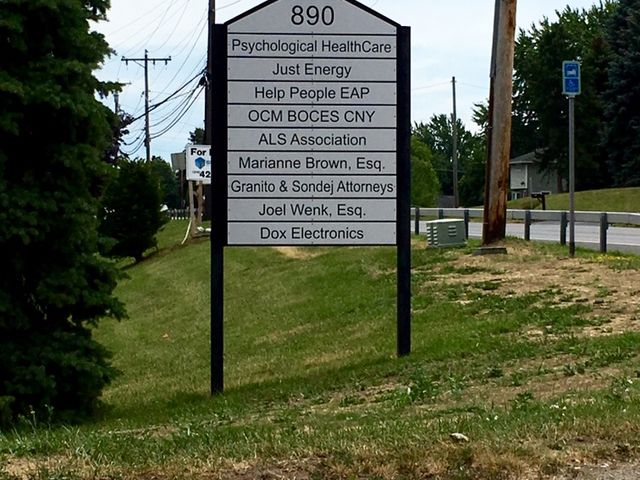 890
Psychological HealthCare
Just Energy
Help People EAP
OCM BOCES CNY
ALS Association
Marianne Brown, Esq.
Granito & Sondej Attorneys
Joel Wenk, Esq.
Dox Electronics
For